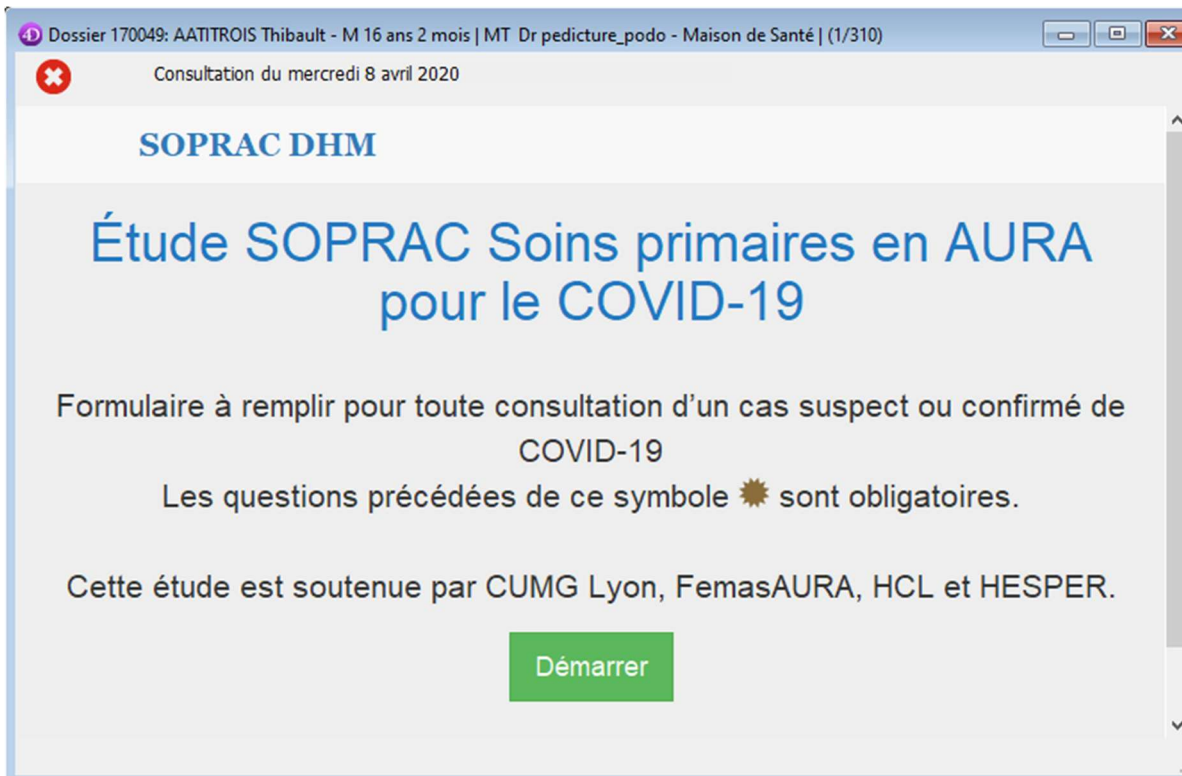 Dossier 170049: AATITROIS Thibault - M 16 ans 2 mois | MT Dr pedicture_podo - Maison de Santé | (1/310)
Consultation du mercredi 8 avril 2020
SOPRAC DHM
Étude SOPRAC Soins primaires en AURA
pour le COVID-19
Formulaire à remplir pour toute consultation d’un cas suspect ou confirmé de
COVID-19
Les questions précédées de ce symbole sont obligatoires.
Cette étude est soutenue par CUMG Lyon, FemasAURA, HCL et HESPER.
Démarrer